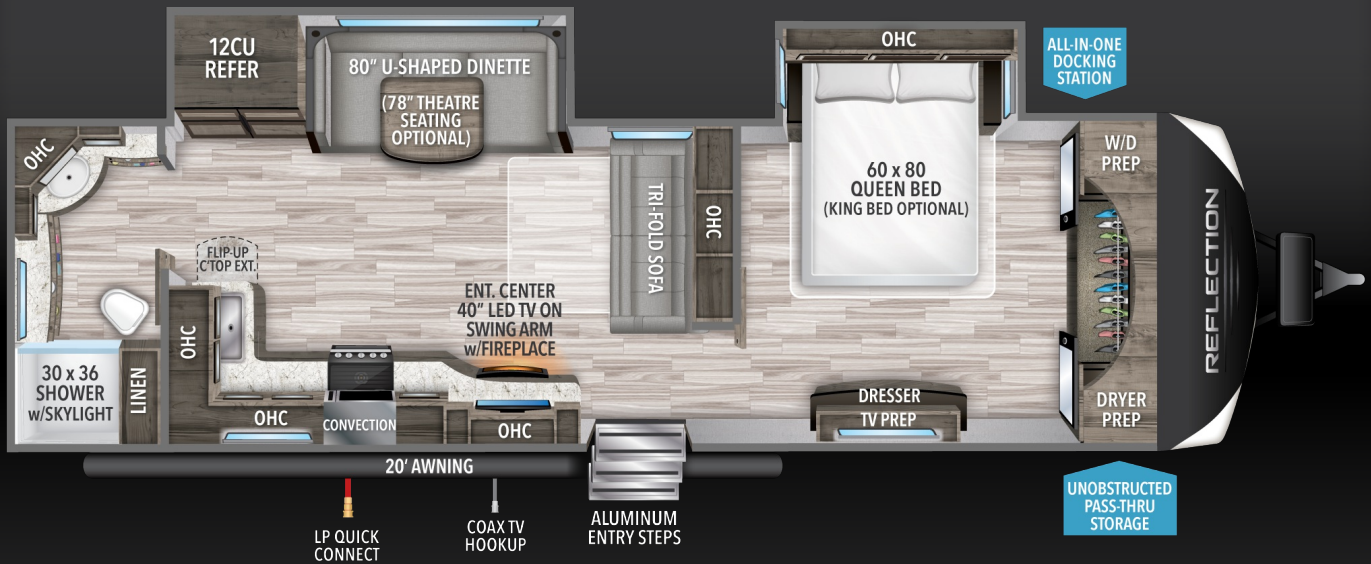 12CU
REFER
80" U-SHAPED DINETTE
(78" THEATRE
SEATING
OPTIONAL)
OHC
ALL-IN-ONE
DOCKING
STATION
OHC
W/D
PREP
60 x 80
QUEEN BED
(KING BED OPTIONAL)
TRI-FOLD SOFA
OHC
REFLECTION
FLIP-UP
C'TOP EXT.
ENT. CENTER
40" LED TV ON
SWING ARM
w/FIREPLACE
OHC
30 x 36
SHOWER
w/SKYLIGHT
LINEN
OHC
CONVECTION
OHC
DRESSER
TV PREP
DRYER
PREP
20' AWNING
LP QUICK
CONNECT
COAX TV
HOOKUP
ALUMINUM
ENTRY STEPS
UNOBSTRUCTED
PASS-THRU
STORAGE